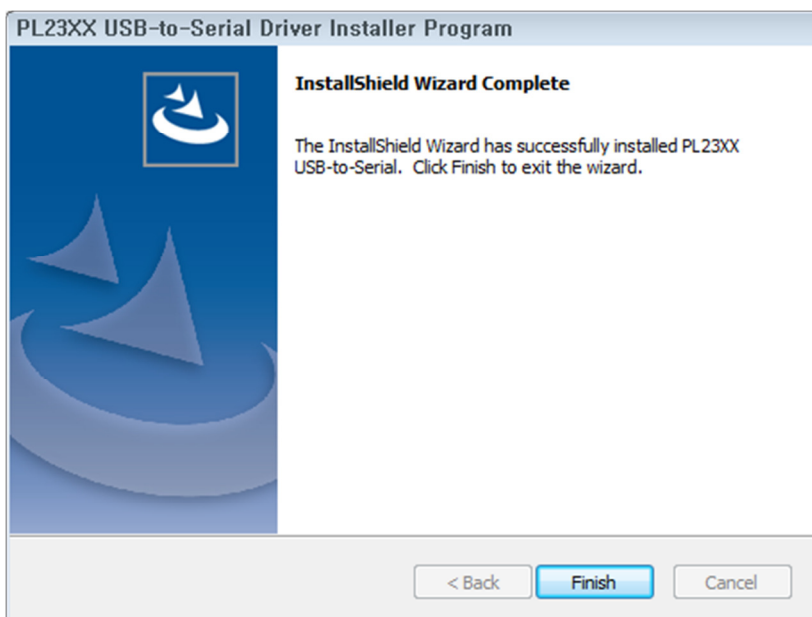 PL23XX USB-to-Serial Driver Installer Program
InstallShield Wizard Complete
The InstallShield Wizard has successfully installed PL23XX
USB-to-Serial. Click Finish to exit the wizard.
< Back
Finish
Cancel